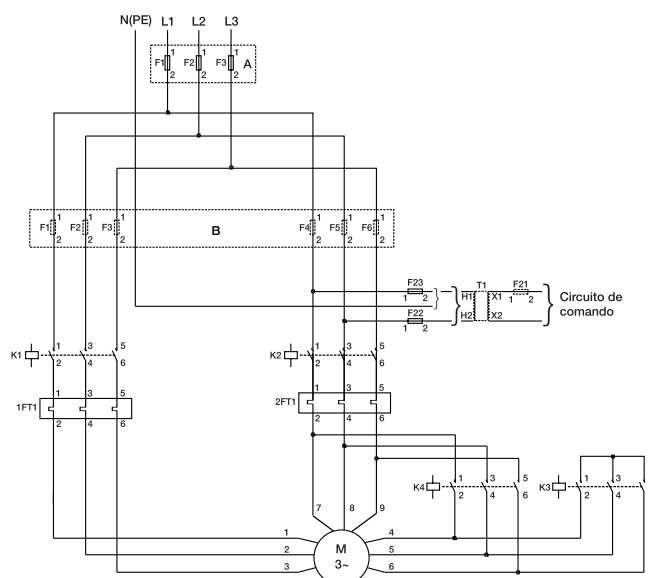 N(PE) L1 L2 L3
1 1 1
F1 F2 F3 A
2 2 2
1 1 1 1 1 1
F1 F2 F3 B F4 F5 F6
2 2 2 2 2 2
F23 T1 F21
1 2 H1 X1 1 2 Circuito de
F22 comando
1 2 H2 X2
K1 1 3 5 K2 1 3 5
2 4 6 2 4 6
1 3 5 1 3 5
1FT1 2FT1
2 4 6 2 4 6
K4 1 3 5 K3 1 3
2 4 6 2 4
7 8 9
1 4
2 M 5
3~
3 6